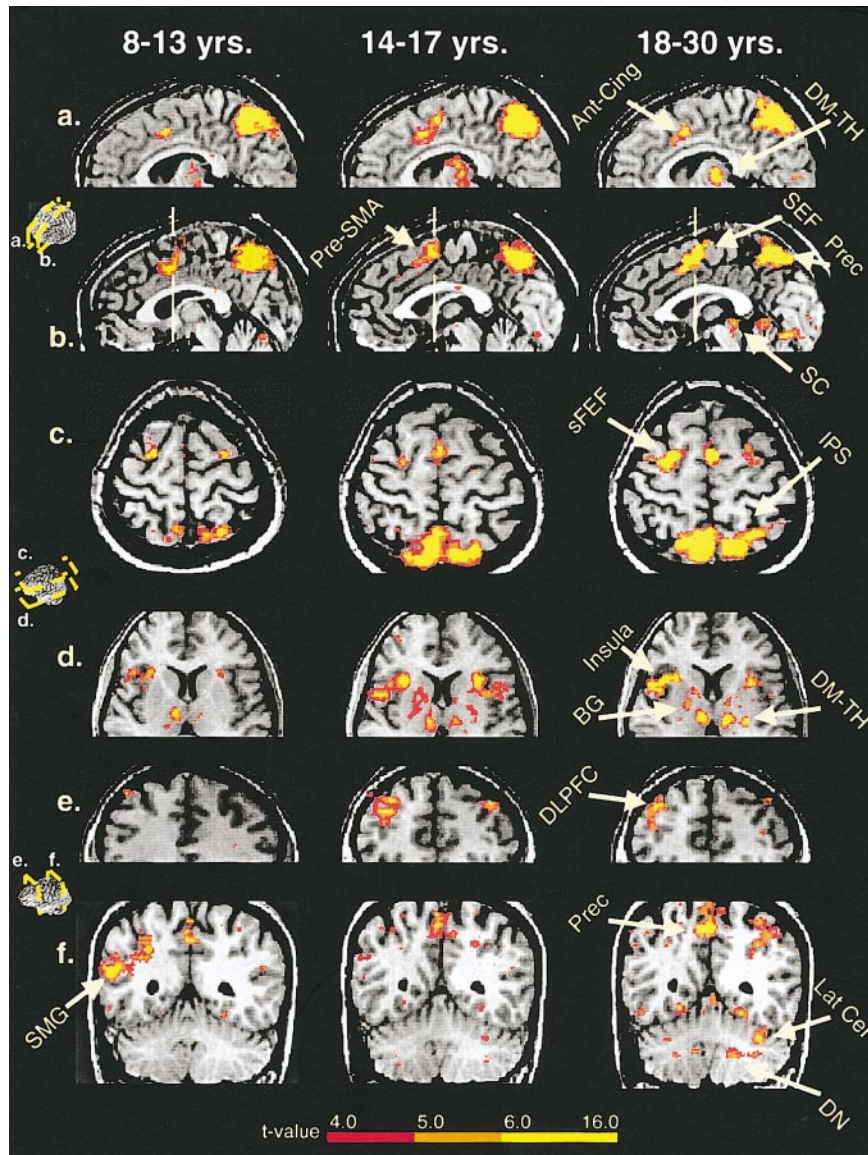 8-13 yrs. 14-17 yrs. 18-30 yrs.
a. Ant-Cing DM-TH
a.
b.
b. Pre-SMA SEF Prec
SC
c. sFEF IPS
c.
d.
d. Insula
BG DM-TH
e. DLPFC
e. f.
f. Prec
SMG Lat Cer
DN
t-value 4.0 5.0 6.0 16.0